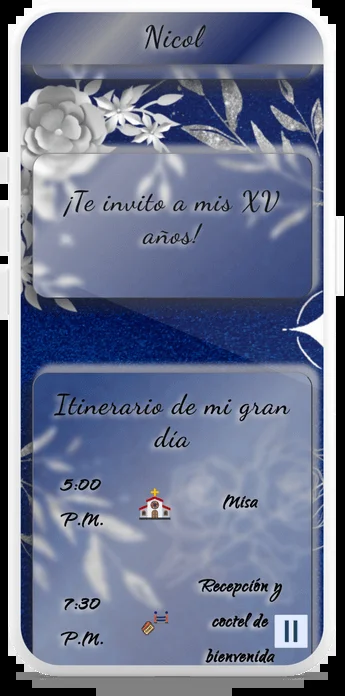 Nicol
¡Te invito a mis XV
años!
Itinerario de mi gran
día
5:00
P.M.
Misa
7:30
P.M.
Recepción y
coctel de
bienvenida